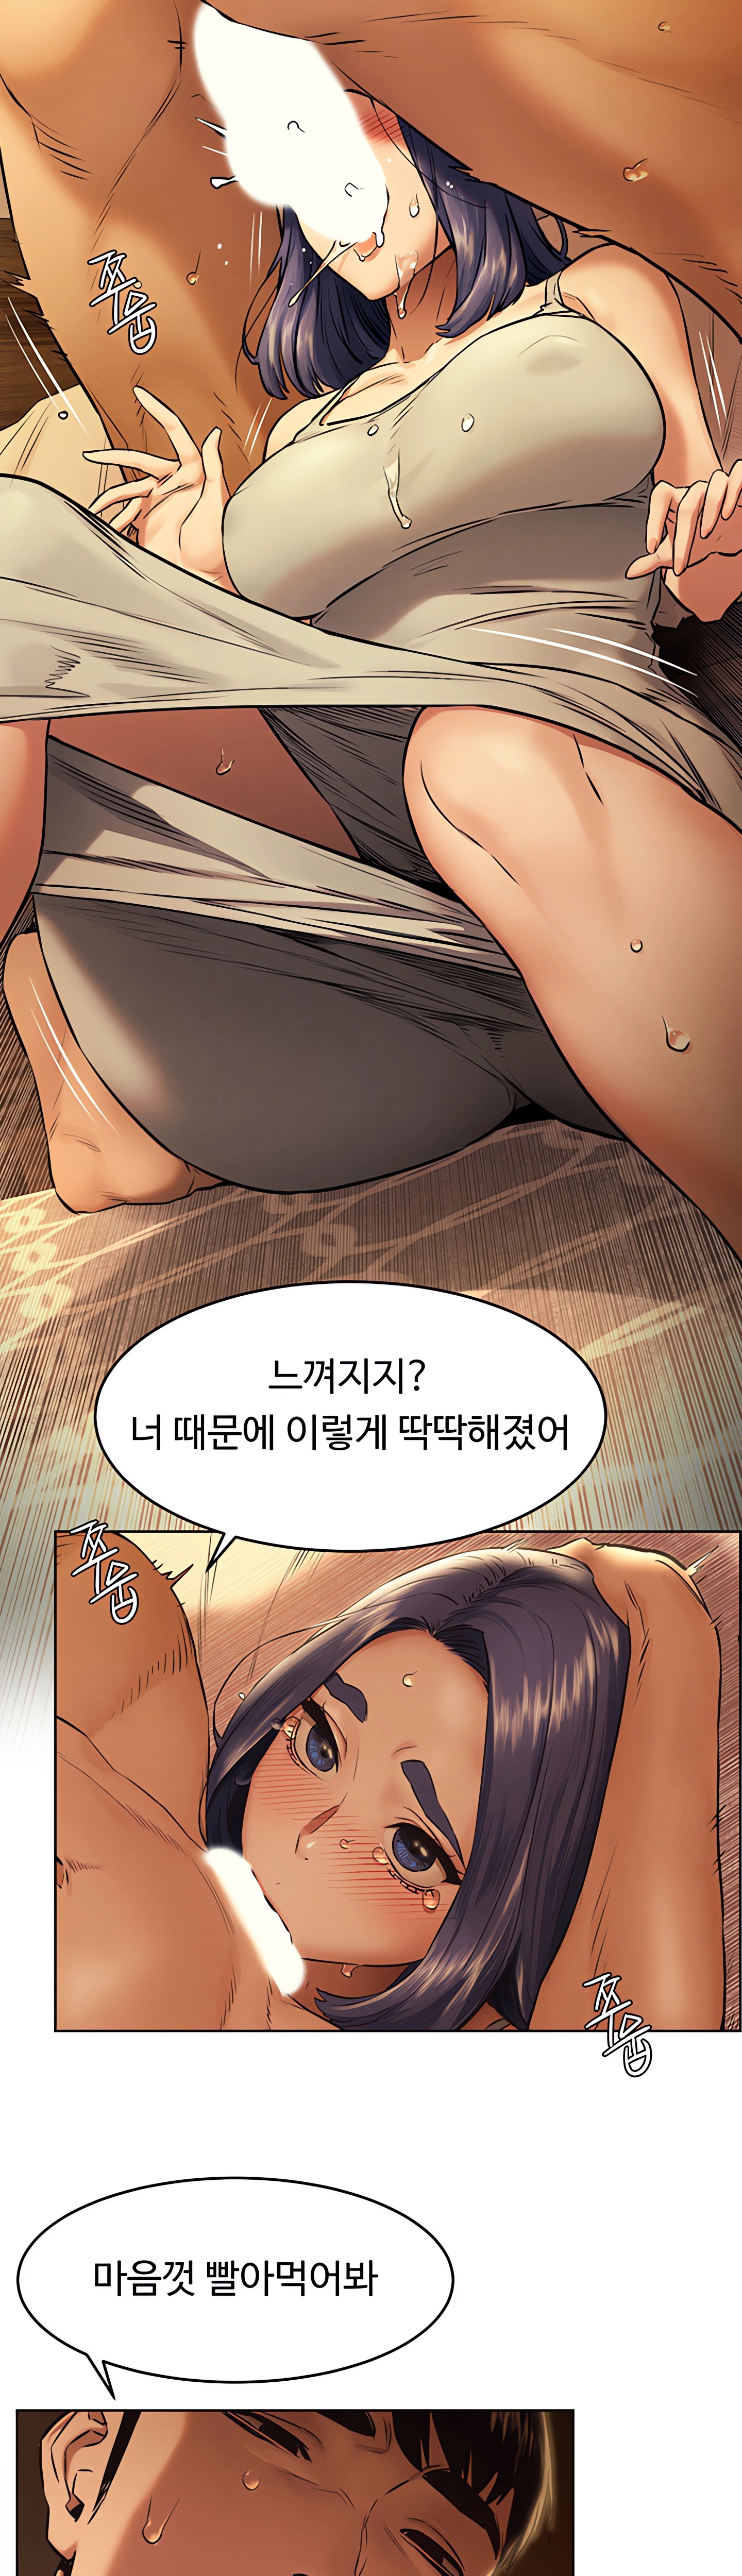 쪼옵
느껴지지?
너 때문에 이렇게 딱딱해졌어
쪼옵
쪼옵
마음껏 빨아먹어봐